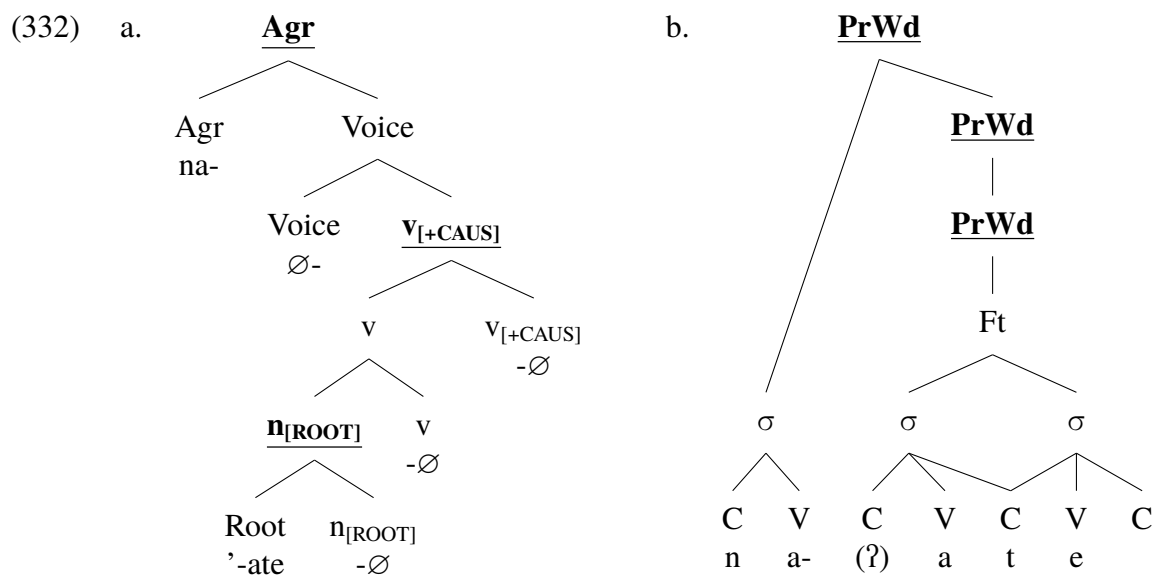 (332) a. Agr b. PrWd
Agr Voice PrWd
na-
Voice v[+CAUS] PrWd
∅-
v v[+CAUS] Ft
-∅
n[ROOT] v σ σ σ
-∅
Root n[ROOT] C V C V C V C
'-ate -∅ n a- (ʔ) a t e